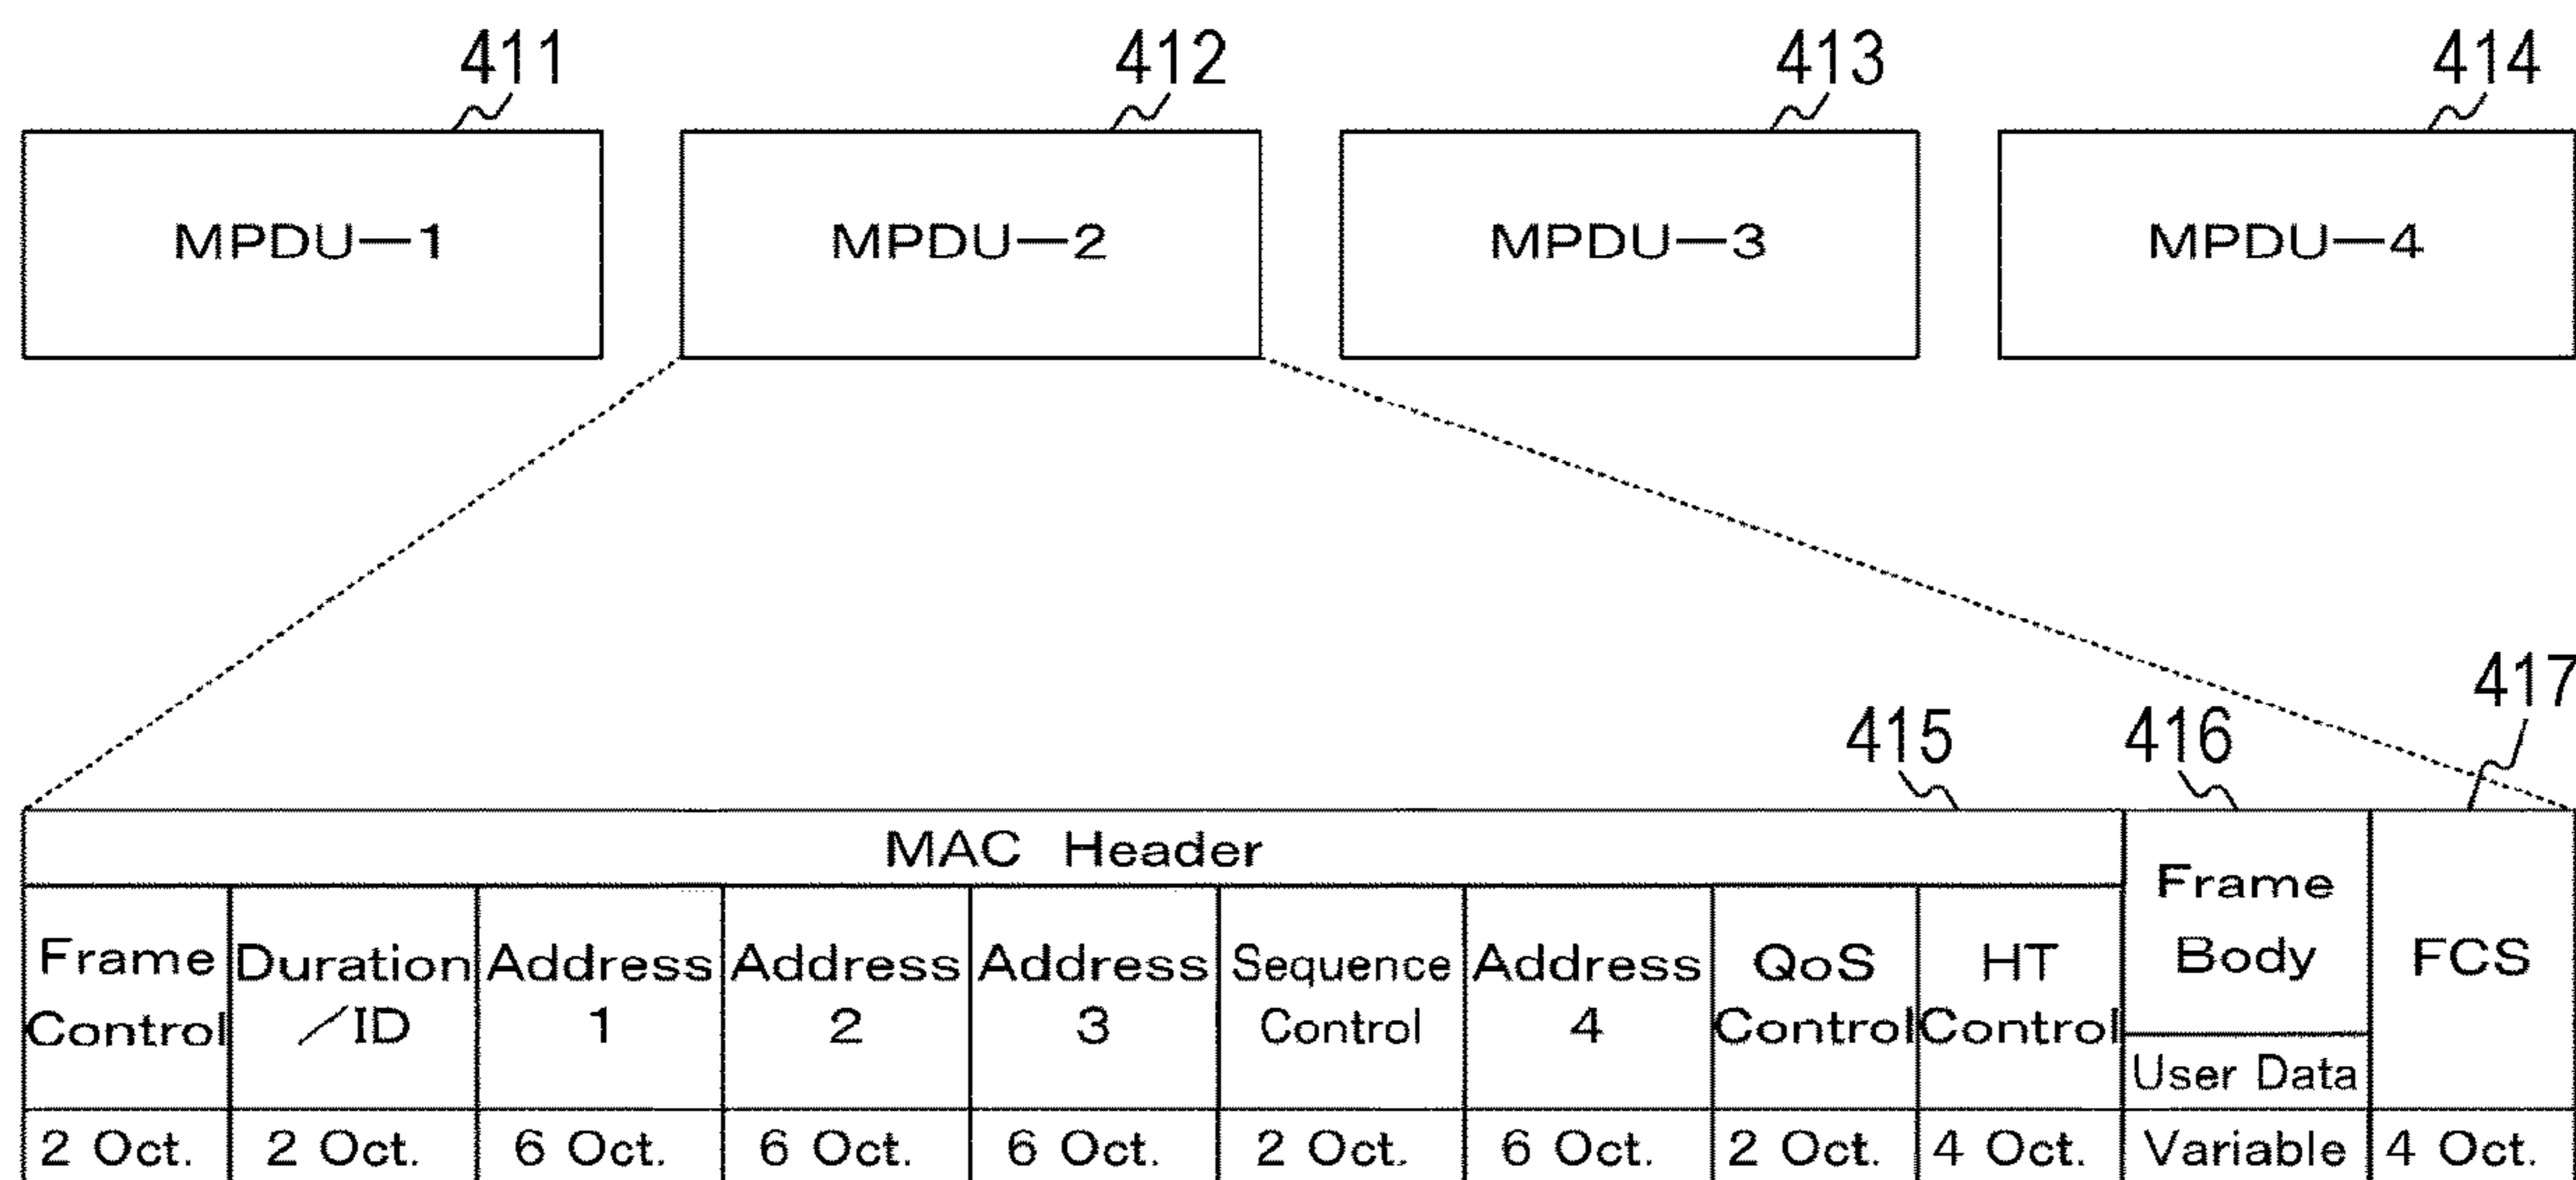 411 412 413 414
MPDU—1 MPDU—2 MPDU—3 MPDU—4
417
415 416
MAC Header
Frame Control
Duration ／ID
Address 1
Address 2
Address 3
Sequence Control
Address 4
QoS Control
HT Control
Frame Body
User Data
FCS
2 Oct. 2 Oct. 6 Oct. 6 Oct. 6 Oct. 2 Oct. 6 Oct. 2 Oct. 4 Oct. Variable 4 Oct.